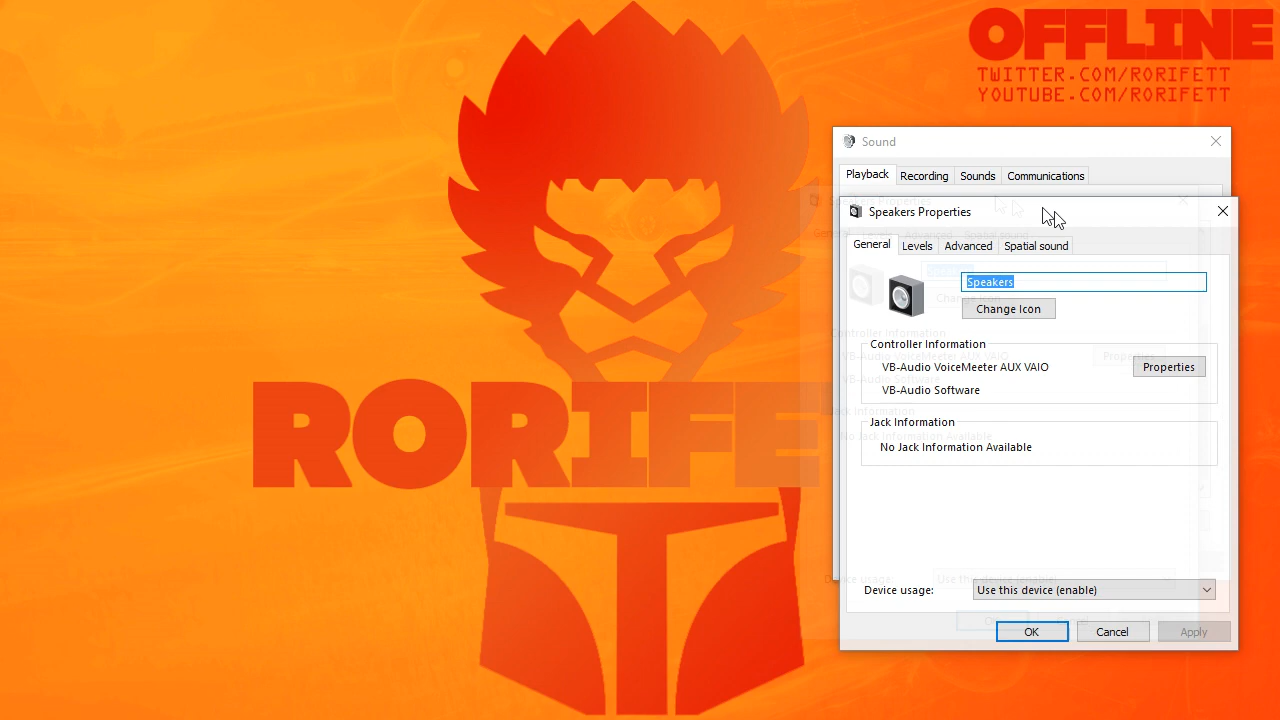 OFFLINE
TWITTER.COM/RORIFETT
YOUTUBE.COM/RORIFETT
Sound
Playback Recording Sounds Communications
Speakers Properties
General Levels Advanced Spatial sound
Speakers
Change Icon
Controller Information
VB-Audio VoiceMeeter AUX VAIO
Properties
VB-Audio Software
Jack Information
No Jack Information Available
RORIFE
Device usage: Use this device (enable)
OK Cancel Apply